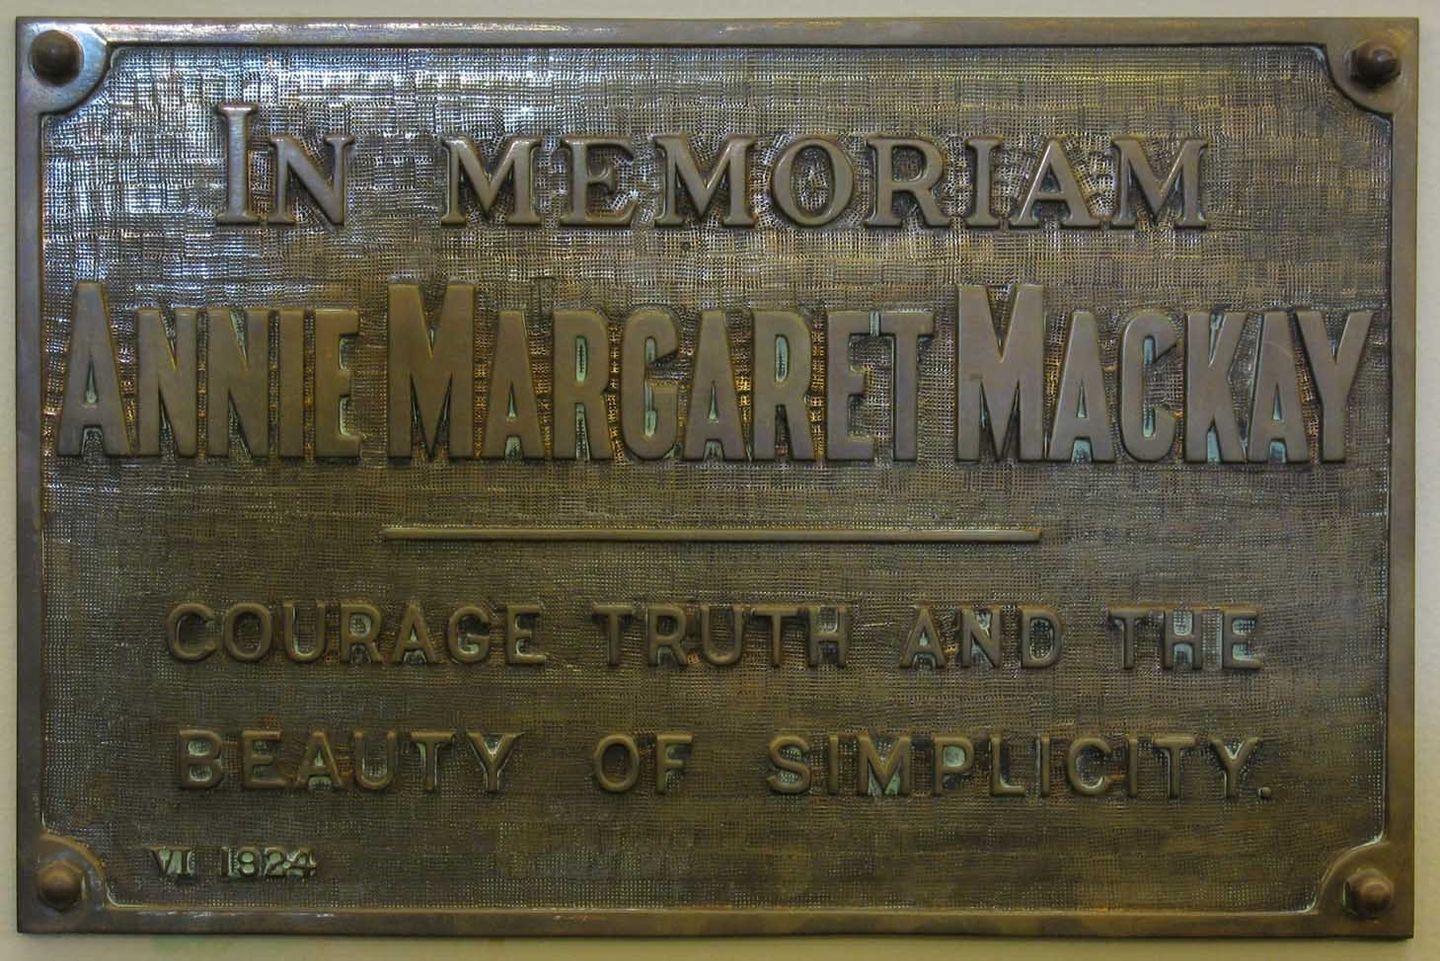 IN MEMORIAM
ANNIE MARGARET MACKAY
COURAGE TRUTH AND THE
BEAUTY OF SIMPLICITY.
VI 1824